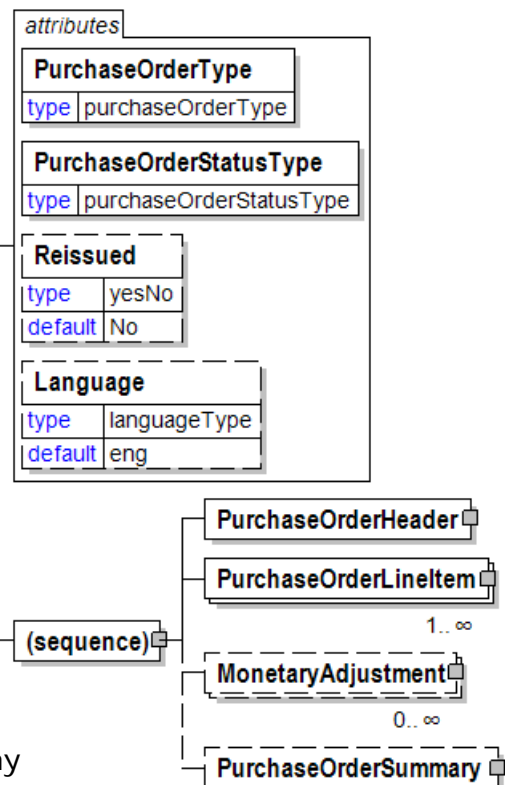 attributes
PurchaseOrderType
type purchaseOrderType
PurchaseOrderStatusType
type purchaseOrderStatusType
Reissued
type yesNo
default No
Language
type languageType
default eng
PurchaseOrderHeader
PurchaseOrderLineItem
1..∞
(sequence)
MonetaryAdjustment
0..∞
PurchaseOrderSummary